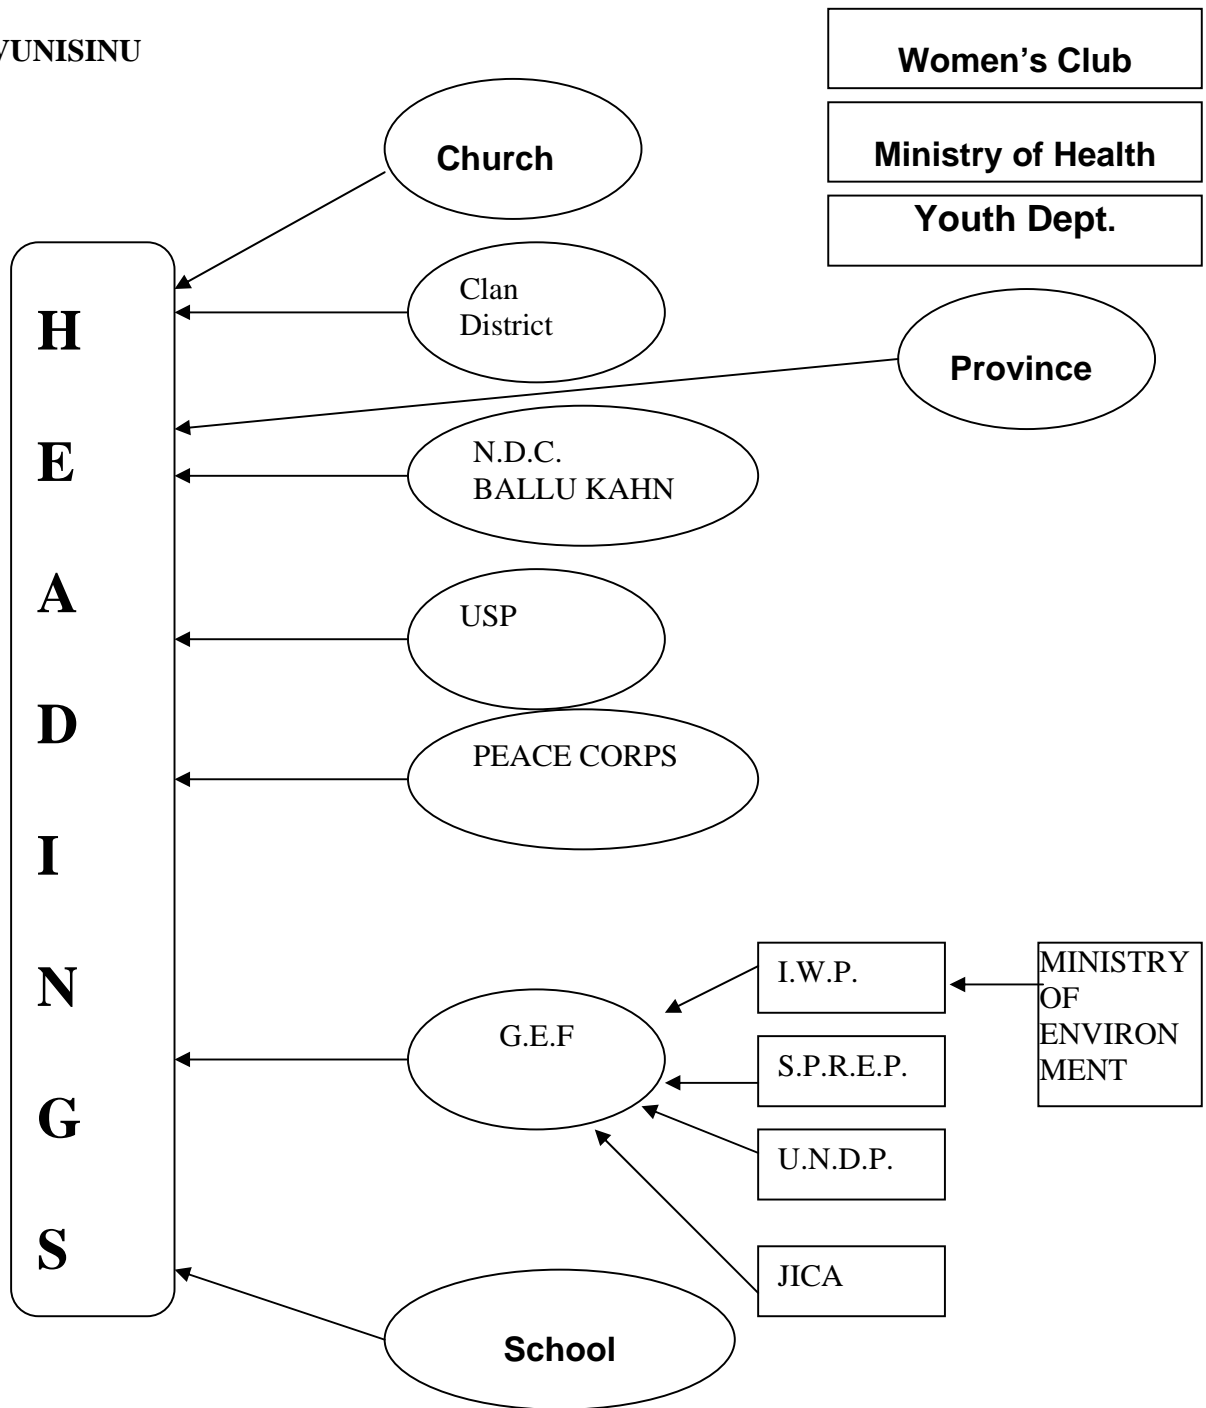 VUNISINU
Women's Club
Ministry of Health
Youth Dept.
Church
Clan
District
Province
N.D.C.
BALLU KAHN
USP
PEACE CORPS
G.E.F
I.W.P.
S.P.R.E.P.
U.N.D.P.
JICA
MINISTRY
OF
ENVIRON
MENT
School
H
E
A
D
I
N
G
S